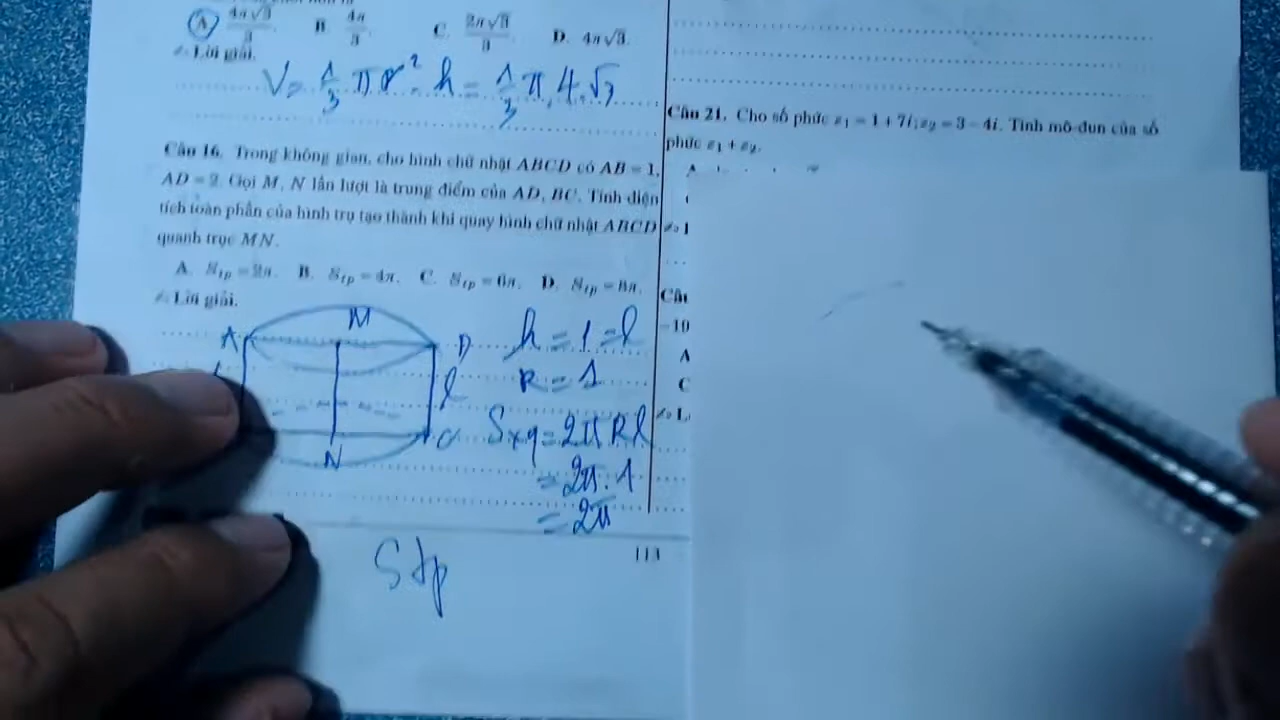 A 4π√3/3. B 4π/3. C. 2π√3/3. D. 4π√3.
Lời giải.
V = 1/3 π r² . h = 1/3 π . 4 . √3
Câu 16. Trong không gian, cho hình chữ nhật ABCD có AB = 1,
AD = 2. Gọi M, N lần lượt là trung điểm của AD, BC. Tính diện
tích toàn phần của hình trụ tạo thành khi quay hình chữ nhật ABCD
quanh trục MN.
A. Stp = 2π. B. Stp = 4π. C. Stp = 6π. D. Stp = 8π.
Lời giải.
A M D
l
N C
h = 1 = l
R = 1
Sxq = 2π R l
= 2π . 1
= 2π
Stp
113
Câu 21. Cho số phức z1 = 1 + 7i; z2 = 3 − 4i. Tính mô-đun của số
phức z1 + z2.
Câu
−10
A
C